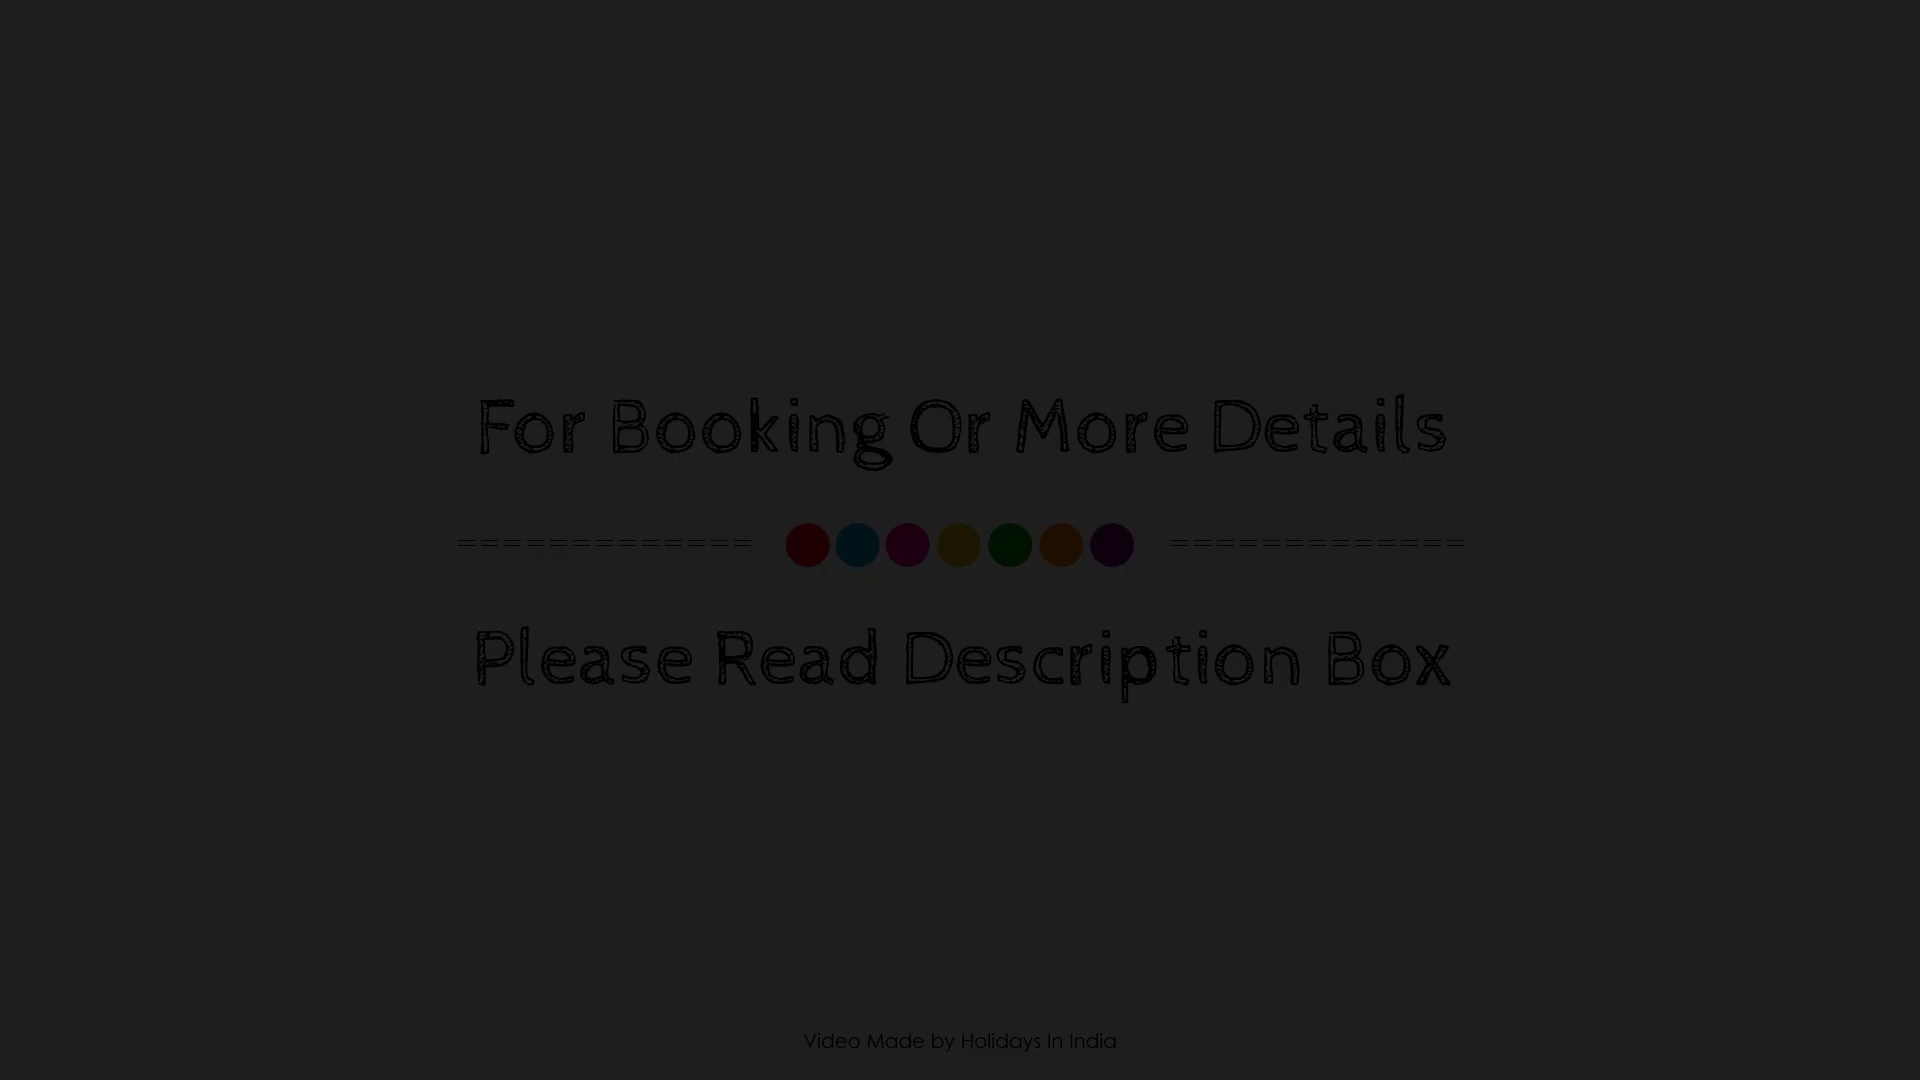 For Booking Or More Details
============= =============
Please Read Description Box
Video Made by Holidays In India